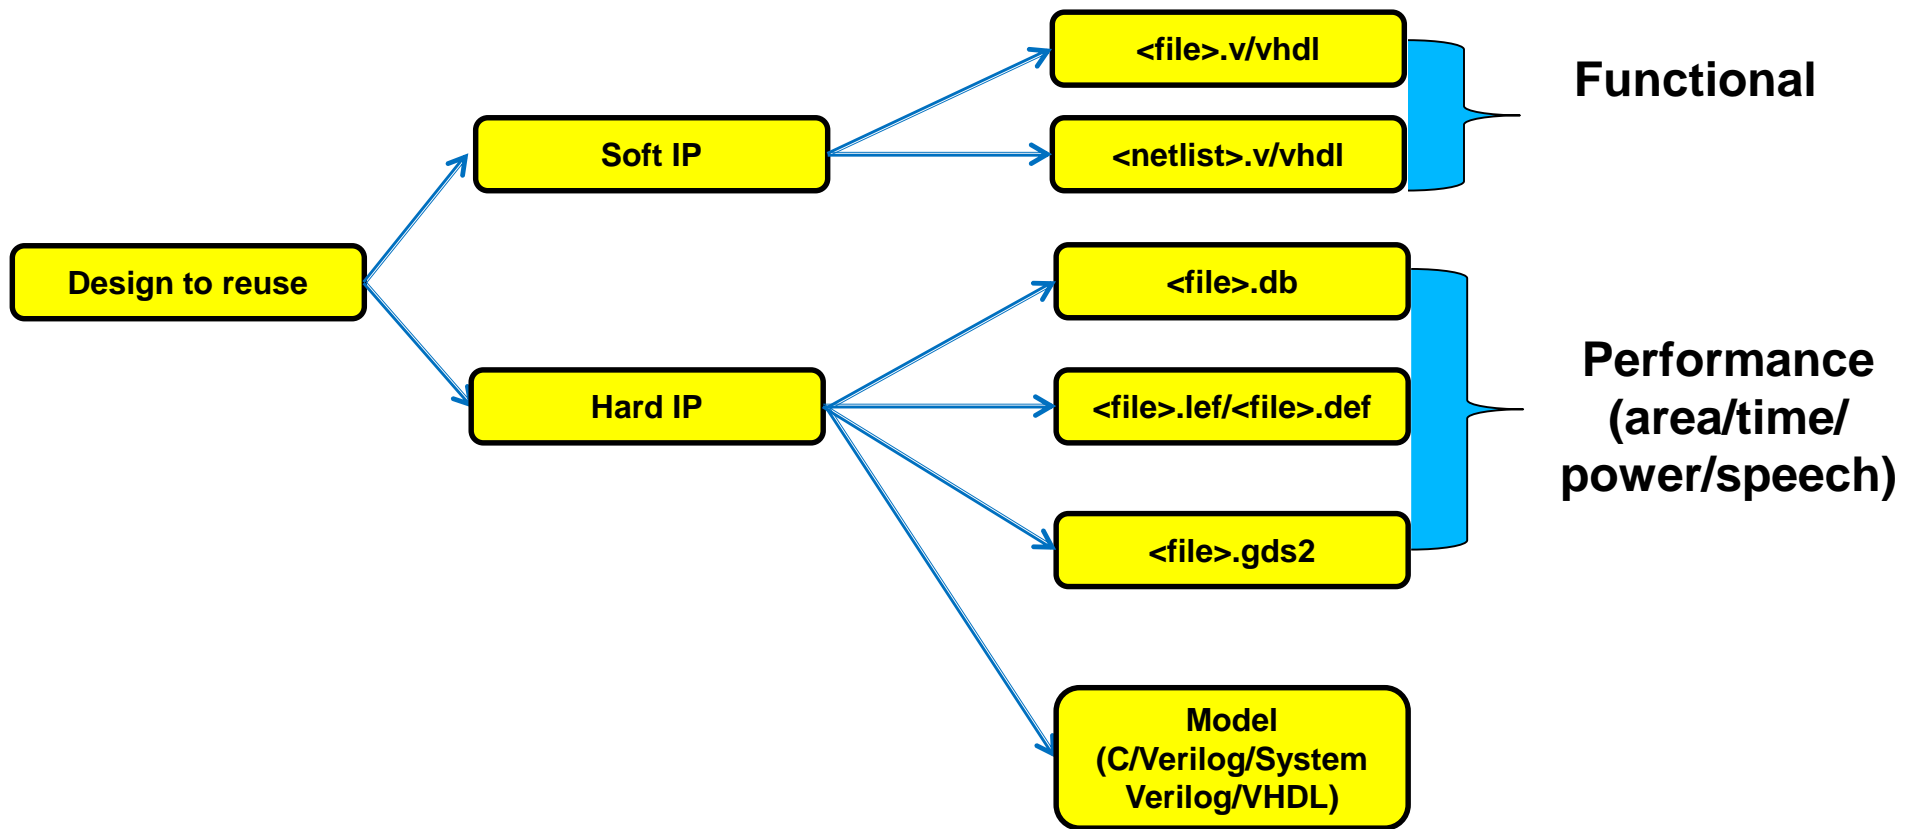 <file>.v/vhdl
Functional
Soft IP
<netlist>.v/vhdl
Design to reuse
<file>.db
Hard IP
<file>.lef/<file>.def
Performance
(area/time/
power/speech)
<file>.gds2
Model
(C/Verilog/System
Verilog/VHDL)